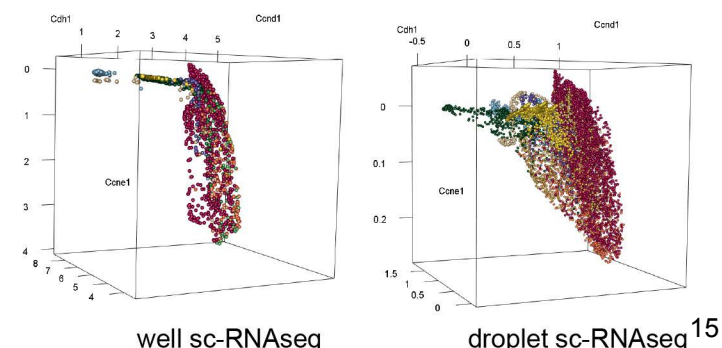 Cdh1
Ccnd1
1 2 3 4 5
0
1
2
3
4
Ccne1
8
7
6
5
4
well sc-RNAseq
Cdh1
Ccnd1
-0.5 0 0.5 1
0
0.1
0.2
Ccne1
1.5
1
0.5
0
droplet sc-RNAseq
15